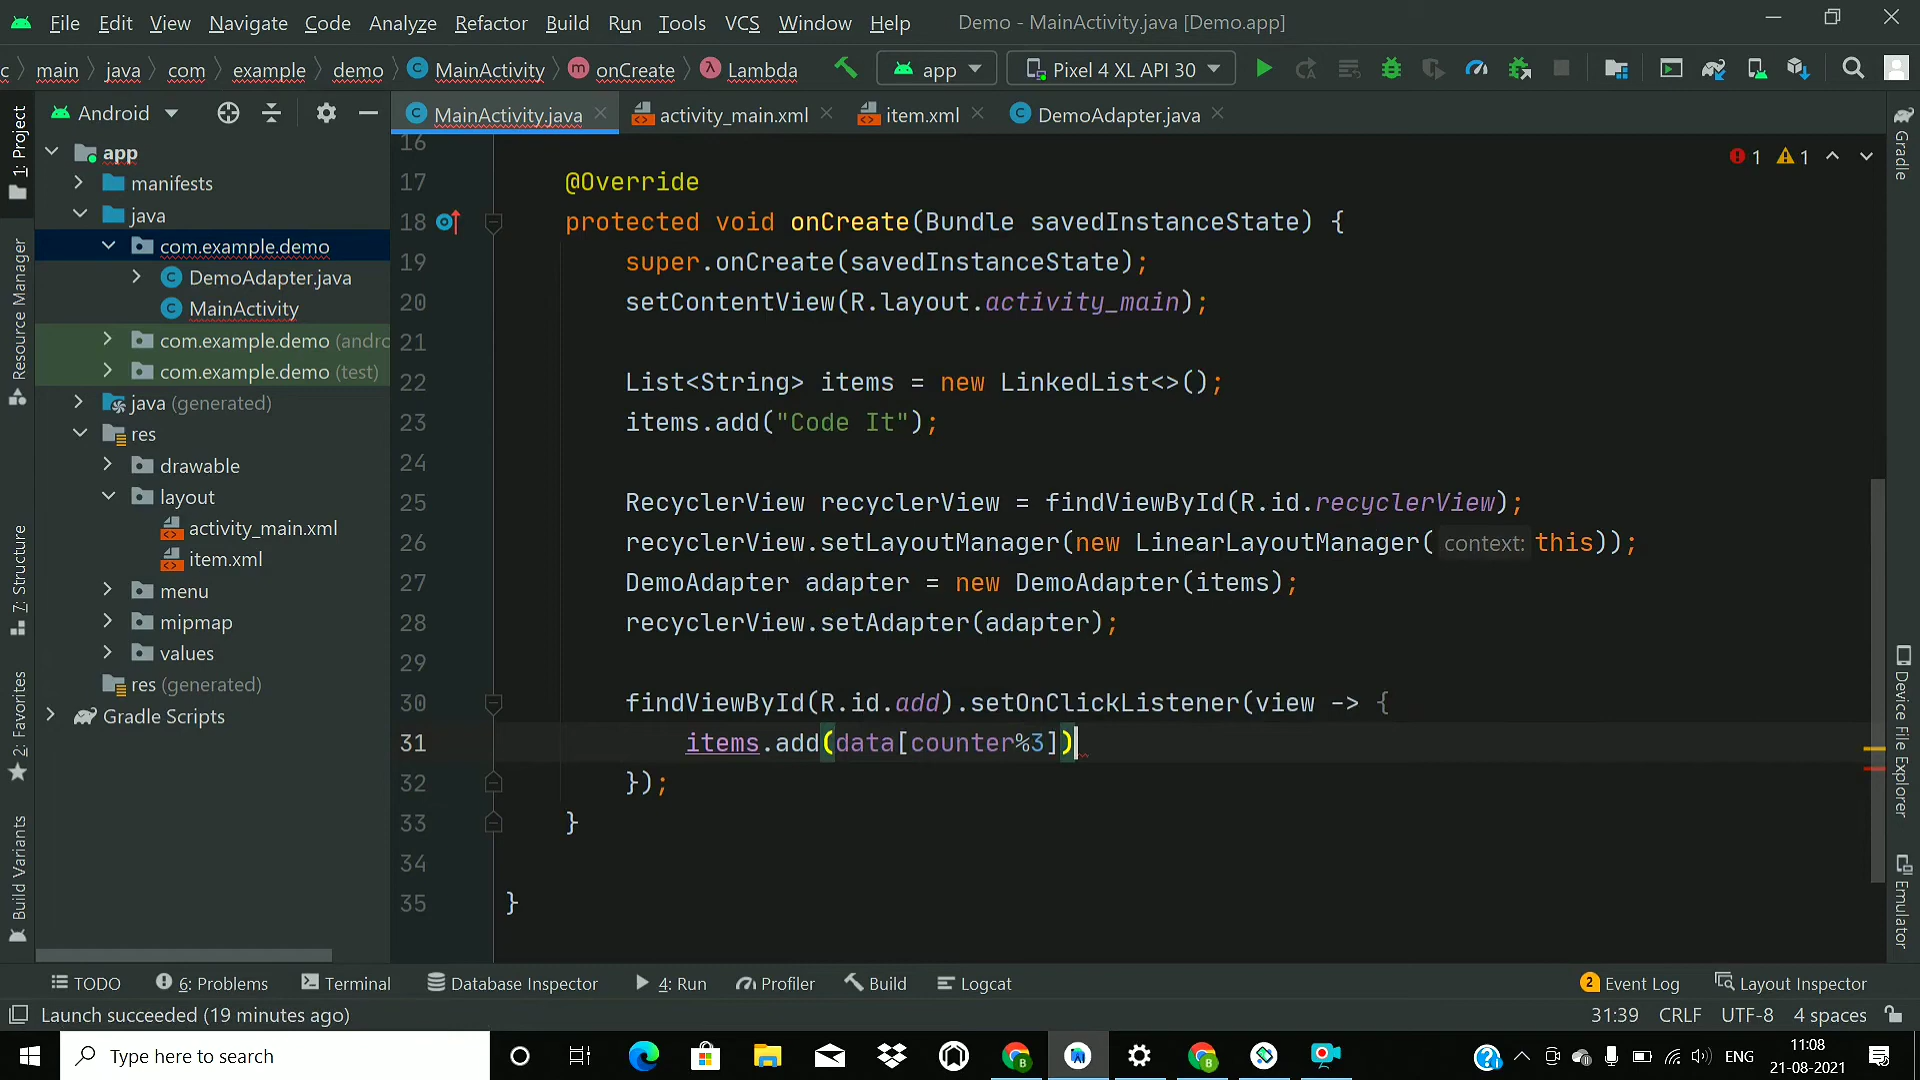 File Edit View Navigate Code Analyze Refactor Build Run Tools VCS Window Help Demo - MainActivity.java [Demo.app]
c main java com example demo MainActivity onCreate Lambda app Pixel 4 XL API 30
Android MainActivity.java activity_main.xml item.xml DemoAdapter.java
1: Project
Resource Manager
7: Structure
2: Favorites
Build Variants
app
manifests
java
com.example.demo
DemoAdapter.java
MainActivity
com.example.demo (andro
com.example.demo (test)
java (generated)
res
drawable
layout
activity_main.xml
item.xml
menu
mipmap
values
res (generated)
Gradle Scripts
1 1
16
17 @Override
18 protected void onCreate(Bundle savedInstanceState) {
19 super.onCreate(savedInstanceState);
20 setContentView(R.layout.activity_main);
21
22 List<String> items = new LinkedList<>();
23 items.add("Code It");
24
25 RecyclerView recyclerView = findViewById(R.id.recyclerView);
26 recyclerView.setLayoutManager(new LinearLayoutManager( context: this));
27 DemoAdapter adapter = new DemoAdapter(items);
28 recyclerView.setAdapter(adapter);
29
30 findViewById(R.id.add).setOnClickListener(view -> {
31 items.add(data[counter%3])
32 });
33 }
34
35 }
Gradle
Device File Explorer
Emulator
TODO 6: Problems Terminal Database Inspector 4: Run Profiler Build Logcat 2 Event Log Layout Inspector
Launch succeeded (19 minutes ago) 31:39 CRLF UTF-8 4 spaces
Type here to search ENG 11:08
21-08-2021